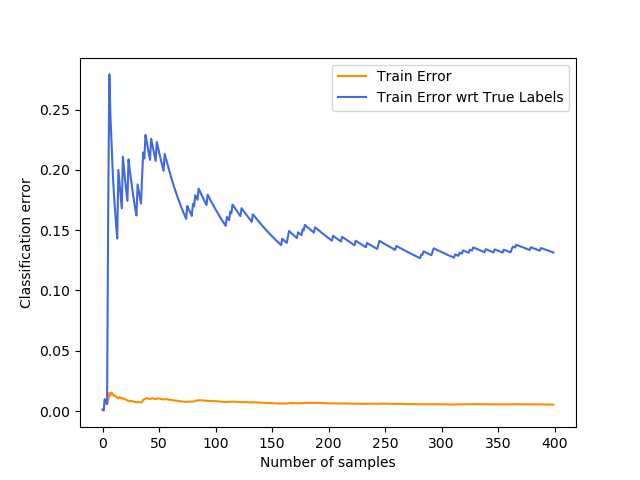 Train Error
Train Error wrt True Labels
Classification error
0.25
0.20
0.15
0.10
0.05
0.00
0 50 100 150 200 250 300 350 400
Number of samples